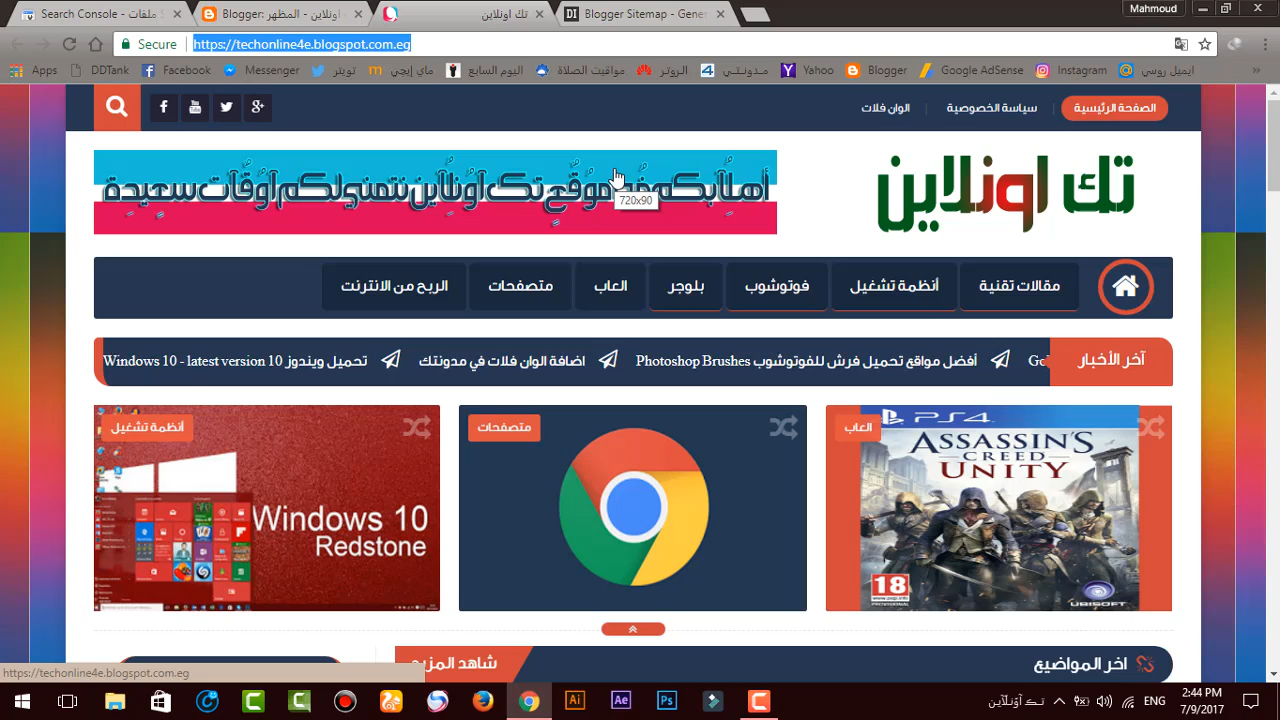 Search Console - ملفات S
Blogger: تك اونلاين - المظهر
تك اونلاين
Blogger Sitemap - Gene
Mahmoud
Secure
https://techonline4e.blogspot.com.eg
Apps
DDTank
Facebook
Messenger
تويتر
ماي إيجي
اليوم السابع
مواقيت الصلاة
الروتر
مدونتي
Yahoo
Blogger
Google AdSense
Instagram
ايميل روسي
الصفحة الرئيسية
سياسة الخصوصية
الوان فلات
أهلاً بكم في موقع تك أونلاين نتمني لكم أوقات سعيدة
720x90
تك اونلاين
مقالات تقنية
أنظمة تشغيل
فوتوشوب
بلوجر
العاب
متصفحات
الربح من الانترنت
آخر الأخبار
Go
أفضل مواقع تحميل فرش للفوتوشوب Photoshop Brushes
اضافة الوان فلات في مدونتك
تحميل ويندوز 10 Windows 10 - latest version
العاب
PS4
ASSASSIN'S
CREED
UNITY
18
UBISOFT
متصفحات
أنظمة تشغيل
Windows 10
Redstone
اخر المواضيع
شاهد المزيد
https://techonline4e.blogspot.com.eg
Ai
Ae
Ps
تك أونلاين
ENG
2:44 PM
7/9/2017